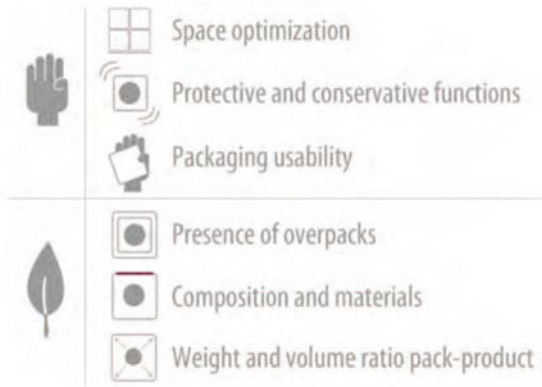 Space optimization
Protective and conservative functions
Packaging usability
Presence of overpacks
Composition and materials
Weight and volume ratio pack-product